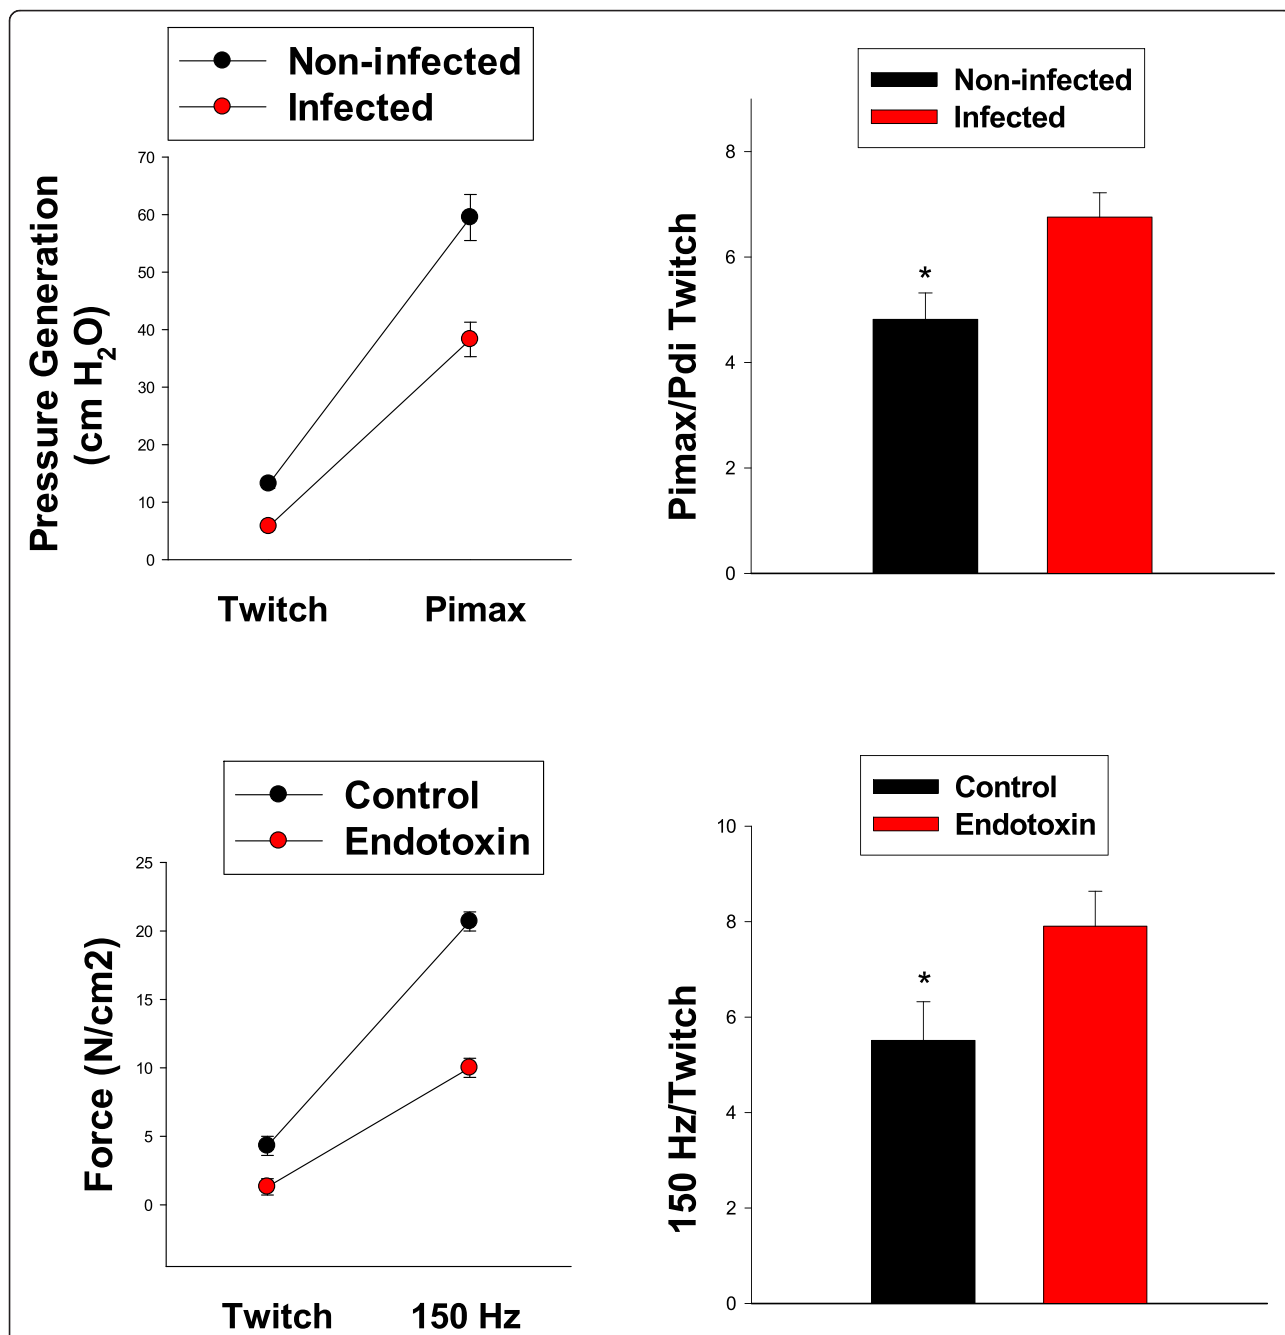 Non-infected
Infected
Pressure Generation
(cm H2O)
70
60
50
40
30
20
10
0
Twitch Pimax
Non-infected
Infected
Pimax/Pdi Twitch
8
6
4
2
0
*
Control
Endotoxin
Force (N/cm2)
25
20
15
10
5
0
Twitch 150 Hz
Control
Endotoxin
150 Hz/Twitch
10
8
6
4
2
0
*